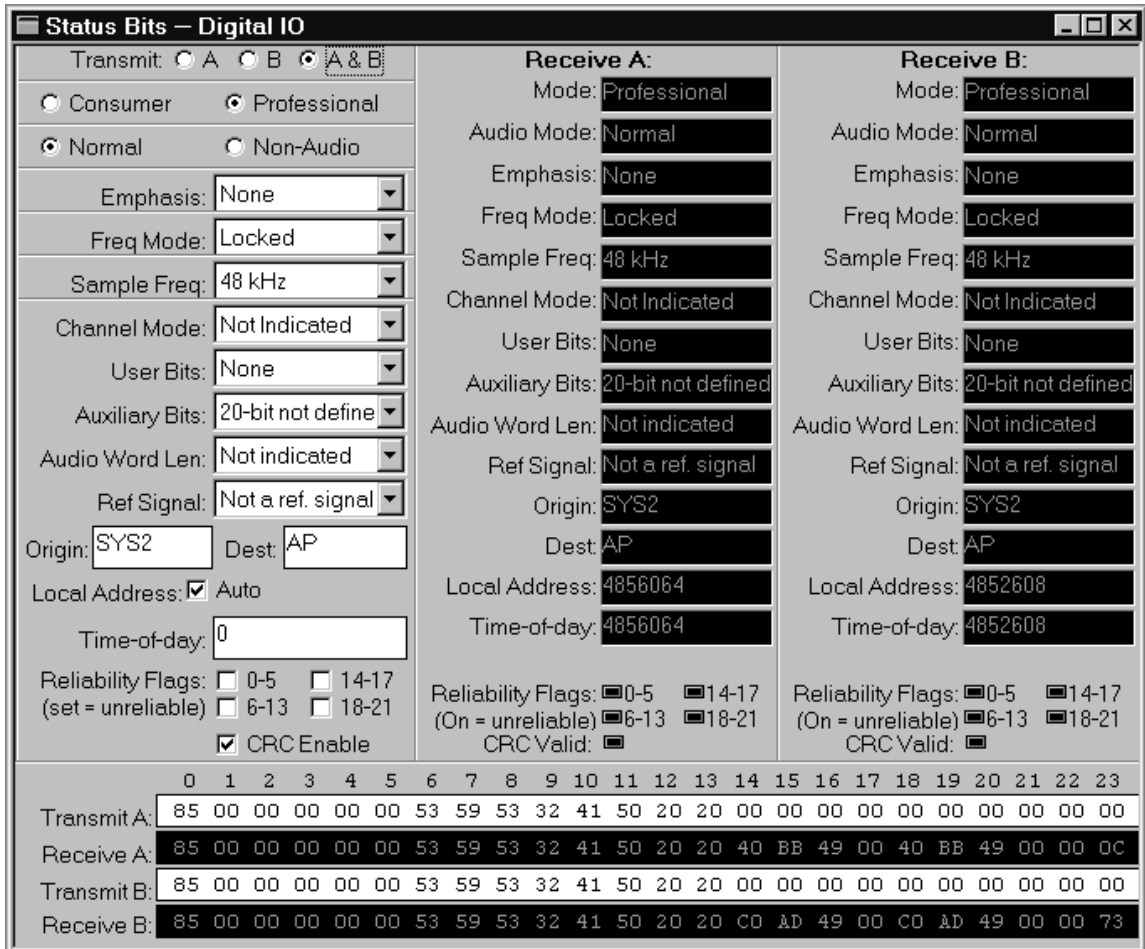 Status Bits — Digital IO
Transmit: A B A & B
Consumer Professional
Normal Non-Audio
Emphasis: None
Freq Mode: Locked
Sample Freq: 48 kHz
Channel Mode: Not Indicated
User Bits: None
Auxiliary Bits: 20-bit not define
Audio Word Len: Not indicated
Ref Signal: Not a ref. signal
Origin: SYS2 Dest: AP
Local Address: Auto
Time-of-day: 0
Reliability Flags: 0-5 14-17
(set = unreliable) 6-13 18-21
CRC Enable
Receive A:
Mode: Professional
Audio Mode: Normal
Emphasis: None
Freq Mode: Locked
Sample Freq: 48 kHz
Channel Mode: Not Indicated
User Bits: None
Auxiliary Bits: 20-bit not defined
Audio Word Len: Not indicated
Ref Signal: Not a ref. signal
Origin: SYS2
Dest: AP
Local Address: 4856064
Time-of-day: 4856064
Reliability Flags: 0-5 14-17
(On = unreliable) 6-13 18-21
CRC Valid:
Receive B:
Mode: Professional
Audio Mode: Normal
Emphasis: None
Freq Mode: Locked
Sample Freq: 48 kHz
Channel Mode: Not Indicated
User Bits: None
Auxiliary Bits: 20-bit not defined
Audio Word Len: Not indicated
Ref Signal: Not a ref. signal
Origin: SYS2
Dest: AP
Local Address: 4852608
Time-of-day: 4852608
Reliability Flags: 0-5 14-17
(On = unreliable) 6-13 18-21
CRC Valid:
0 1 2 3 4 5 6 7 8 9 10 11 12 13 14 15 16 17 18 19 20 21 22 23
Transmit A: 85 00 00 00 00 00 53 59 53 32 41 50 20 20 00 00 00 00 00 00 00 00 00 00
Receive A: 85 00 00 00 00 00 53 59 53 32 41 50 20 20 40 BB 49 00 40 BB 49 00 00 0C
Transmit B: 85 00 00 00 00 00 53 59 53 32 41 50 20 20 00 00 00 00 00 00 00 00 00 00
Receive B: 85 00 00 00 00 00 53 59 53 32 41 50 20 20 C0 AD 49 00 C0 AD 49 00 00 73